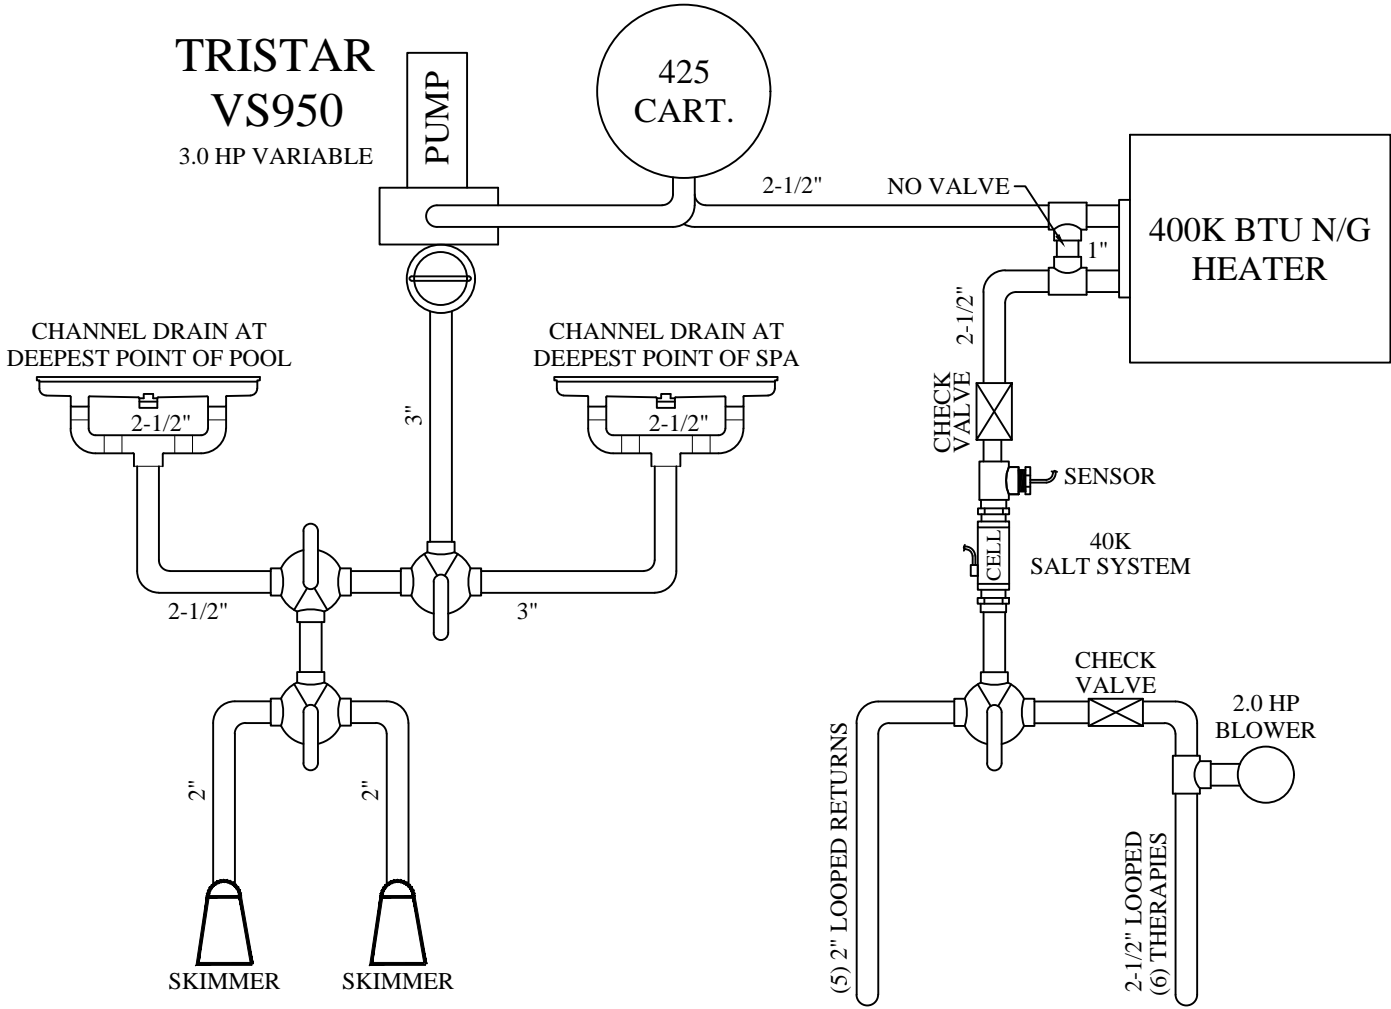 TRISTAR
VS950
3.0 HP VARIABLE
PUMP
425
CART.
2-1/2"
NO VALVE
1"
400K BTU N/G
HEATER
2-1/2"
CHANNEL DRAIN AT
DEEPEST POINT OF POOL
2-1/2"
3"
CHANNEL DRAIN AT
DEEPEST POINT OF SPA
2-1/2"
CHECK
VALVE
SENSOR
CELL
40K
SALT SYSTEM
2-1/2"
3"
CHECK
VALVE
2.0 HP
BLOWER
2"
2"
(5) 2" LOOPED RETURNS
2-1/2" LOOPED
(6) THERAPIES
SKIMMER
SKIMMER